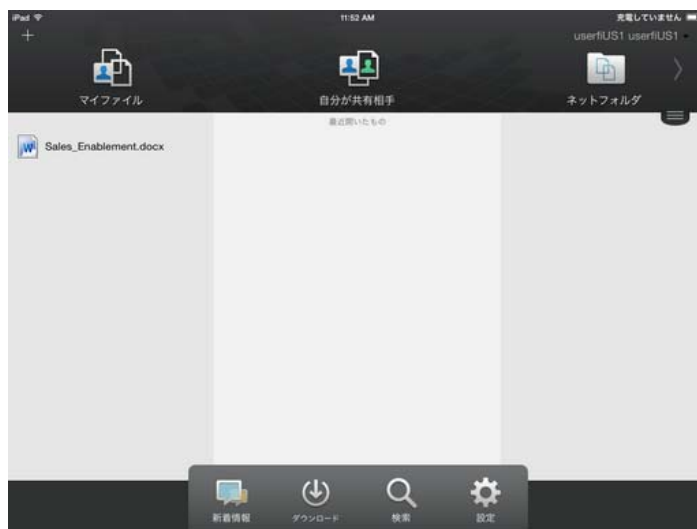 iPad
11:52 AM
充電していません
+
userfiUS1 userfiUS1
マイファイル
自分が共有相手
ネットフォルダ
最近開いたもの
Sales_Enablement.docx
新着情報
ダウンロード
検索
設定